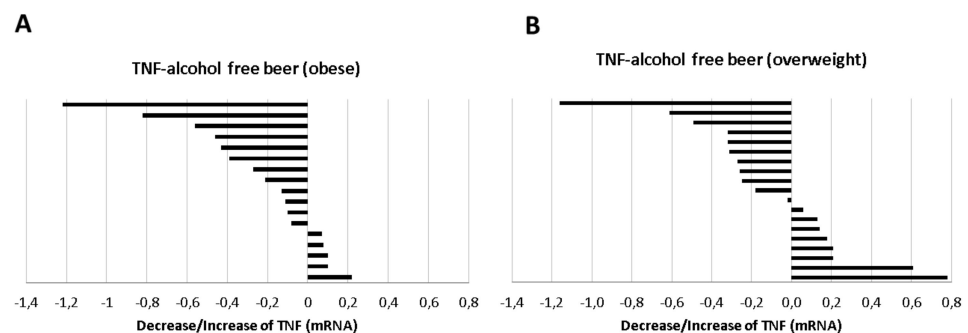 A
TNF-alcohol free beer (obese)
-1,4 -1,2 -1 -0,8 -0,6 -0,4 -0,2 0 0,2 0,4 0,6 0,8
Decrease/Increase of TNF (mRNA)
B
TNF-alcohol free beer (overweight)
-1,4 -1,2 -1,0 -0,8 -0,6 -0,4 -0,2 0,0 0,2 0,4 0,6 0,8
Decrease/Increase of TNF (mRNA)